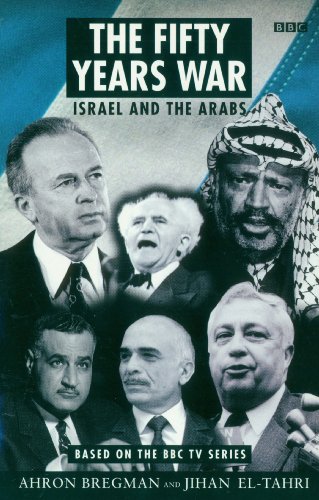 BBC
THE FIFTY
YEARS WAR
ISRAEL AND THE ARABS
BASED ON THE BBC TV SERIES
AHRON BREGMAN AND JIHAN EL-TAHRI